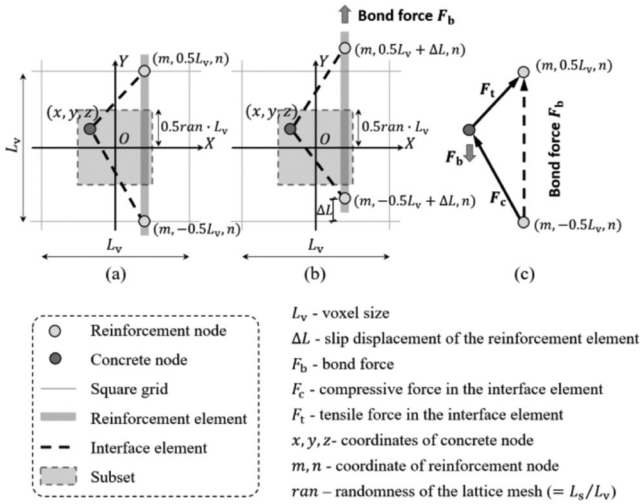 Bond force F_b
Y
(m, 0.5L_v, n)
(x, y, z)
0.5ran · L_v
O
X
L_v
(m, −0.5L_v, n)
L_v
(a)
Y
(m, 0.5L_v + ΔL, n)
(x, y, z)
0.5ran · L_v
O
X
(m, −0.5L_v + ΔL, n)
ΔL
L_v
(b)
(m, 0.5L_v, n)
F_t
F_b
Bond force F_b
F_c
(m, −0.5L_v, n)
(c)
Reinforcement node
Concrete node
Square grid
Reinforcement element
Interface element
Subset
L_v - voxel size
ΔL - slip displacement of the reinforcement element
F_b - bond force
F_c - compressive force in the interface element
F_t - tensile force in the interface element
x, y, z- coordinates of concrete node
m, n - coordinate of reinforcement node
ran – randomness of the lattice mesh (= L_s/L_v)